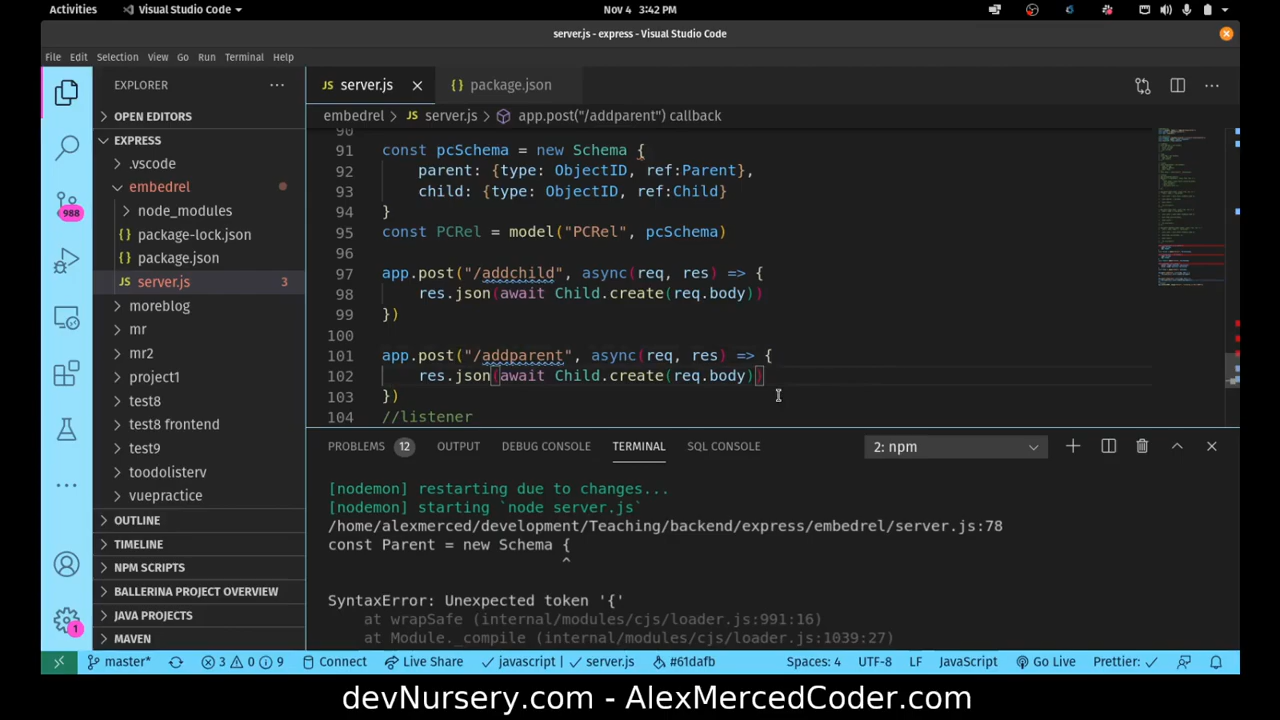 Activities
Visual Studio Code
Nov 4 3:42 PM
server.js - express - Visual Studio Code
File Edit Selection View Go Run Terminal Help
EXPLORER
OPEN EDITORS
EXPRESS
.vscode
embedrel
node_modules
package-lock.json
package.json
server.js 3
moreblog
mr
mr2
project1
test8
test8 frontend
test9
toodolisterv
vuepractice
OUTLINE
TIMELINE
NPM SCRIPTS
BALLERINA PROJECT OVERVIEW
JAVA PROJECTS
MAVEN
988
1
server.js
package.json
embedrel > server.js > app.post("/addparent") callback
90
91 const pcSchema = new Schema {
92 parent: {type: ObjectID, ref:Parent},
93 child: {type: ObjectID, ref:Child}
94 }
95 const PCRel = model("PCRel", pcSchema)
96
97 app.post("/addchild", async(req, res) => {
98 res.json(await Child.create(req.body))
99 })
100
101 app.post("/addparent", async(req, res) => {
102 res.json(await Child.create(req.body))
103 })
104 //listener
PROBLEMS 12 OUTPUT DEBUG CONSOLE TERMINAL SQL CONSOLE 2: npm
[nodemon] restarting due to changes...
[nodemon] starting `node server.js`
/home/alexmerced/development/Teaching/backend/express/embedrel/server.js:78
const Parent = new Schema {
^
SyntaxError: Unexpected token '{'
at wrapSafe (internal/modules/cjs/loader.js:991:16)
at Module._compile (internal/modules/cjs/loader.js:1039:27)
master* 3 0 9 Connect Live Share javascript | server.js #61dafb Spaces: 4 UTF-8 LF JavaScript Go Live Prettier:
devNursery.com - AlexMercedCoder.com